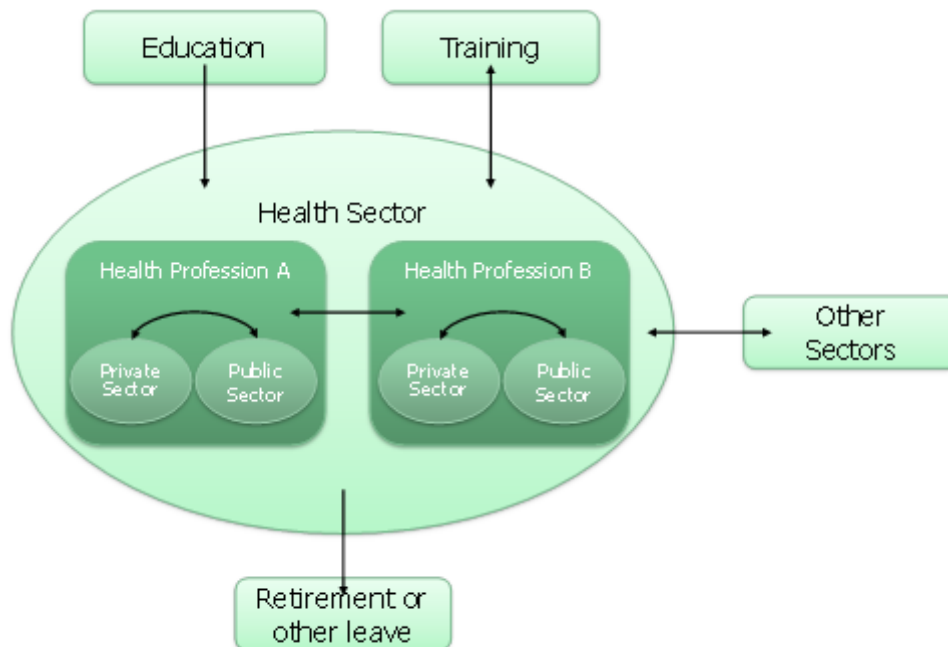 Education
Training
Health Sector
Health Profession A
Health Profession B
Private
Sector
Public
Sector
Private
Sector
Public
Sector
Other
Sectors
Retirement or
other leave